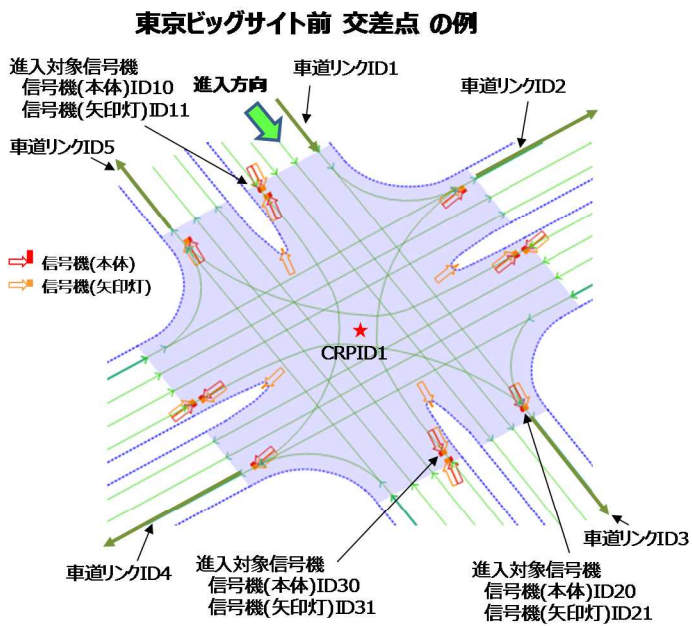 東京ビッグサイト前 交差点 の例
進入対象信号機
信号機(本体)ID10
信号機(矢印灯)ID11
進入方向
車道リンクID1
車道リンクID2
車道リンクID5
信号機(本体)
信号機(矢印灯)
CRPID1
車道リンクID4
進入対象信号機
信号機(本体)ID30
信号機(矢印灯)ID31
車道リンクID3
進入対象信号機
信号機(本体)ID20
信号機(矢印灯)ID21